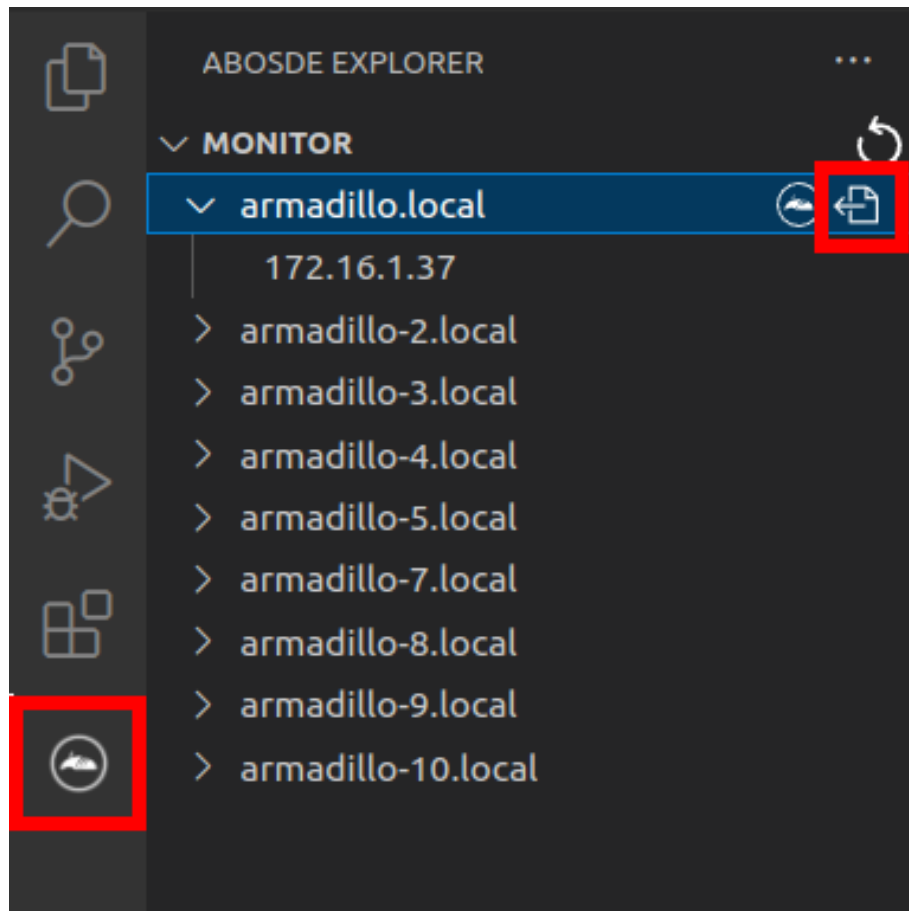 ABOSDE EXPLORER
MONITOR
armadillo.local
172.16.1.37
armadillo-2.local
armadillo-3.local
armadillo-4.local
armadillo-5.local
armadillo-7.local
armadillo-8.local
armadillo-9.local
armadillo-10.local